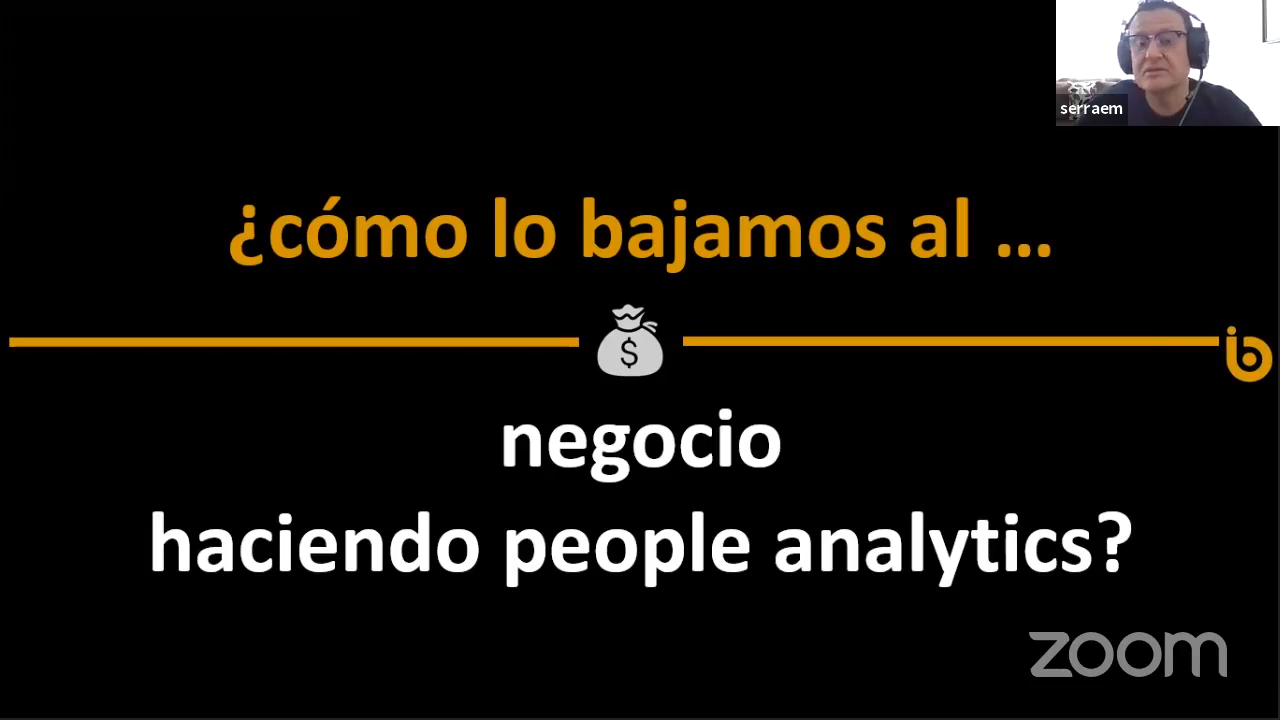 serraem
¿cómo lo bajamos al ...
$
negocio
haciendo people analytics?
zoom